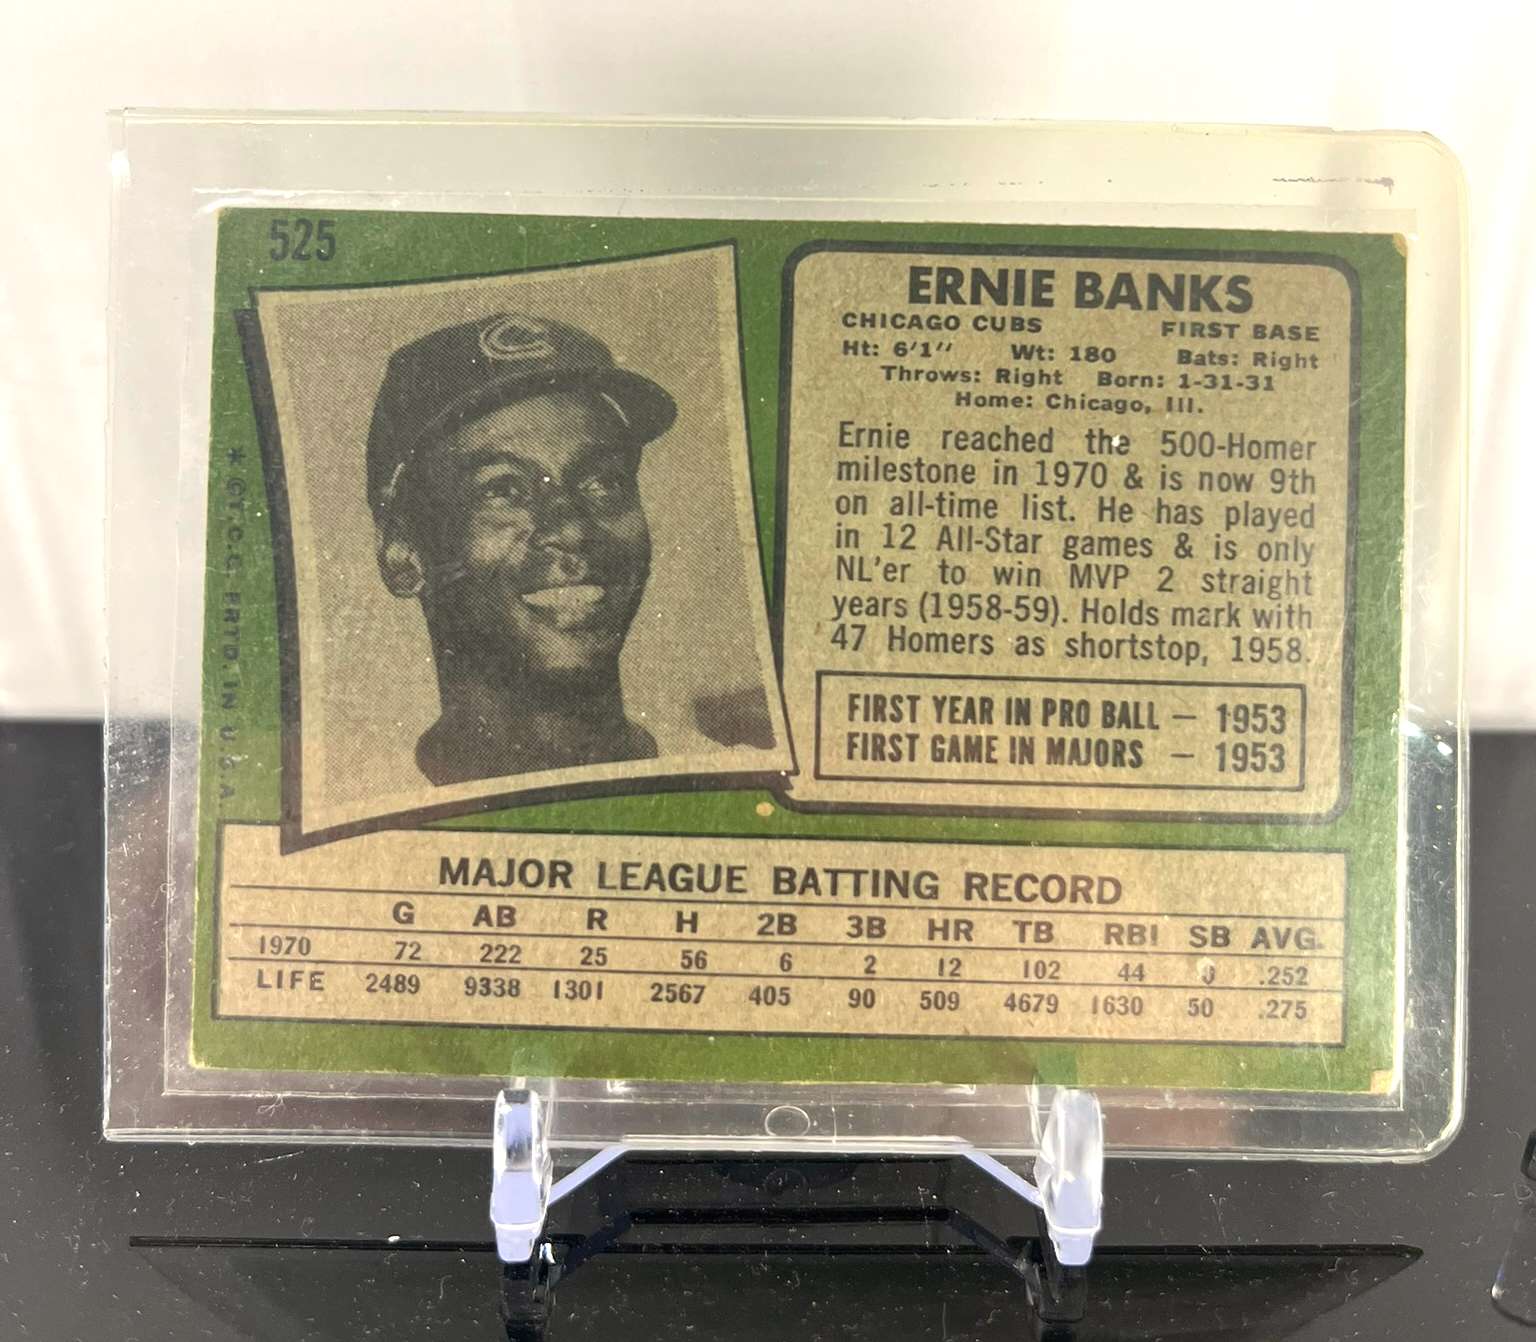 525
ERNIE BANKS
CHICAGO CUBS FIRST BASE
Ht: 6'1" Wt: 180 Bats: Right
Throws: Right Born: 1-31-31
Home: Chicago, Ill.
Ernie reached the 500-Homer
milestone in 1970 & is now 9th
on all-time list. He has played
in 12 All-Star games & is only
NL'er to win MVP 2 straight
years (1958-59). Holds mark with
47 Homers as shortstop, 1958.
FIRST YEAR IN PRO BALL — 1953
FIRST GAME IN MAJORS — 1953
* ©T.C.G. PRTD. IN U.S.A.
MAJOR LEAGUE BATTING RECORD
G AB R H 2B 3B HR TB RBI SB AVG.
1970 72 222 25 56 6 2 12 102 44 0 .252
LIFE 2489 9338 1301 2567 405 90 509 4679 1630 50 .275
C